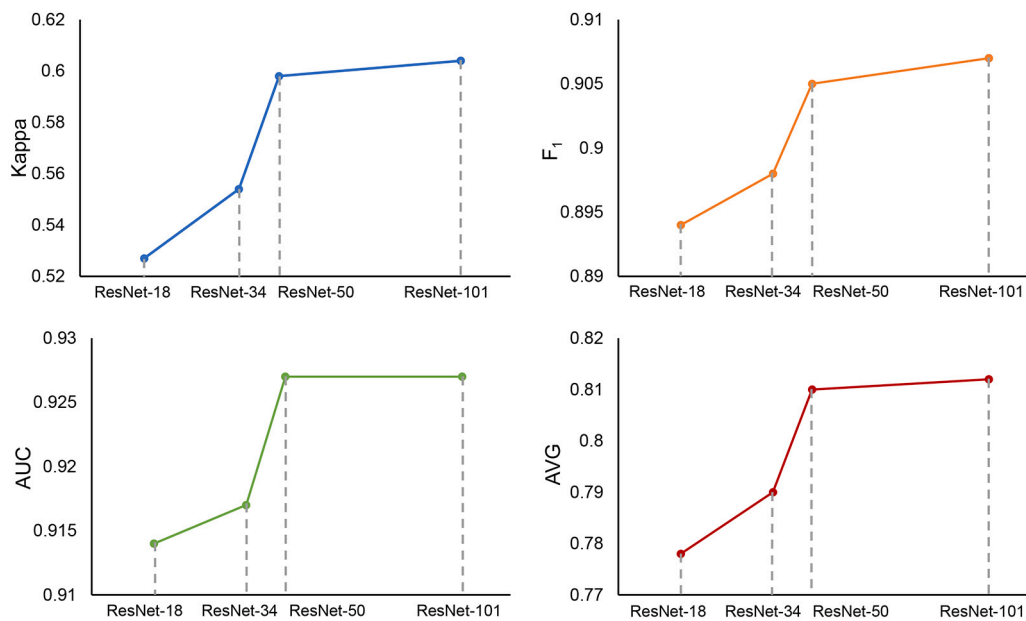 0.62
0.6
0.58
0.56
0.54
0.52
Kappa
ResNet-18 ResNet-34 ResNet-50 ResNet-101
0.91
0.905
0.9
0.895
0.89
F₁
ResNet-18 ResNet-34 ResNet-50 ResNet-101
0.93
0.925
0.92
0.915
0.91
AUC
ResNet-18 ResNet-34 ResNet-50 ResNet-101
0.82
0.81
0.8
0.79
0.78
0.77
AVG
ResNet-18 ResNet-34 ResNet-50 ResNet-101